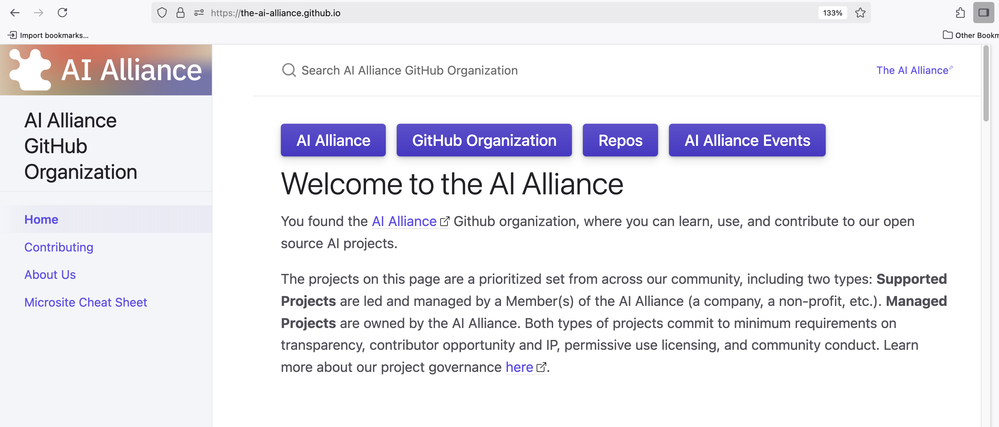 https://the-ai-alliance.github.io
133%
Import bookmarks...
Other Bookm
AI Alliance
AI Alliance
GitHub
Organization
Home
Contributing
About Us
Microsite Cheat Sheet
Search AI Alliance GitHub Organization
The AI Alliance
AI Alliance
GitHub Organization
Repos
AI Alliance Events
Welcome to the AI Alliance
You found the AI Alliance Github organization, where you can learn, use, and contribute to our open
source AI projects.
The projects on this page are a prioritized set from across our community, including two types: Supported
Projects are led and managed by a Member(s) of the AI Alliance (a company, a non-profit, etc.). Managed
Projects are owned by the AI Alliance. Both types of projects commit to minimum requirements on
transparency, contributor opportunity and IP, permissive use licensing, and community conduct. Learn
more about our project governance here.